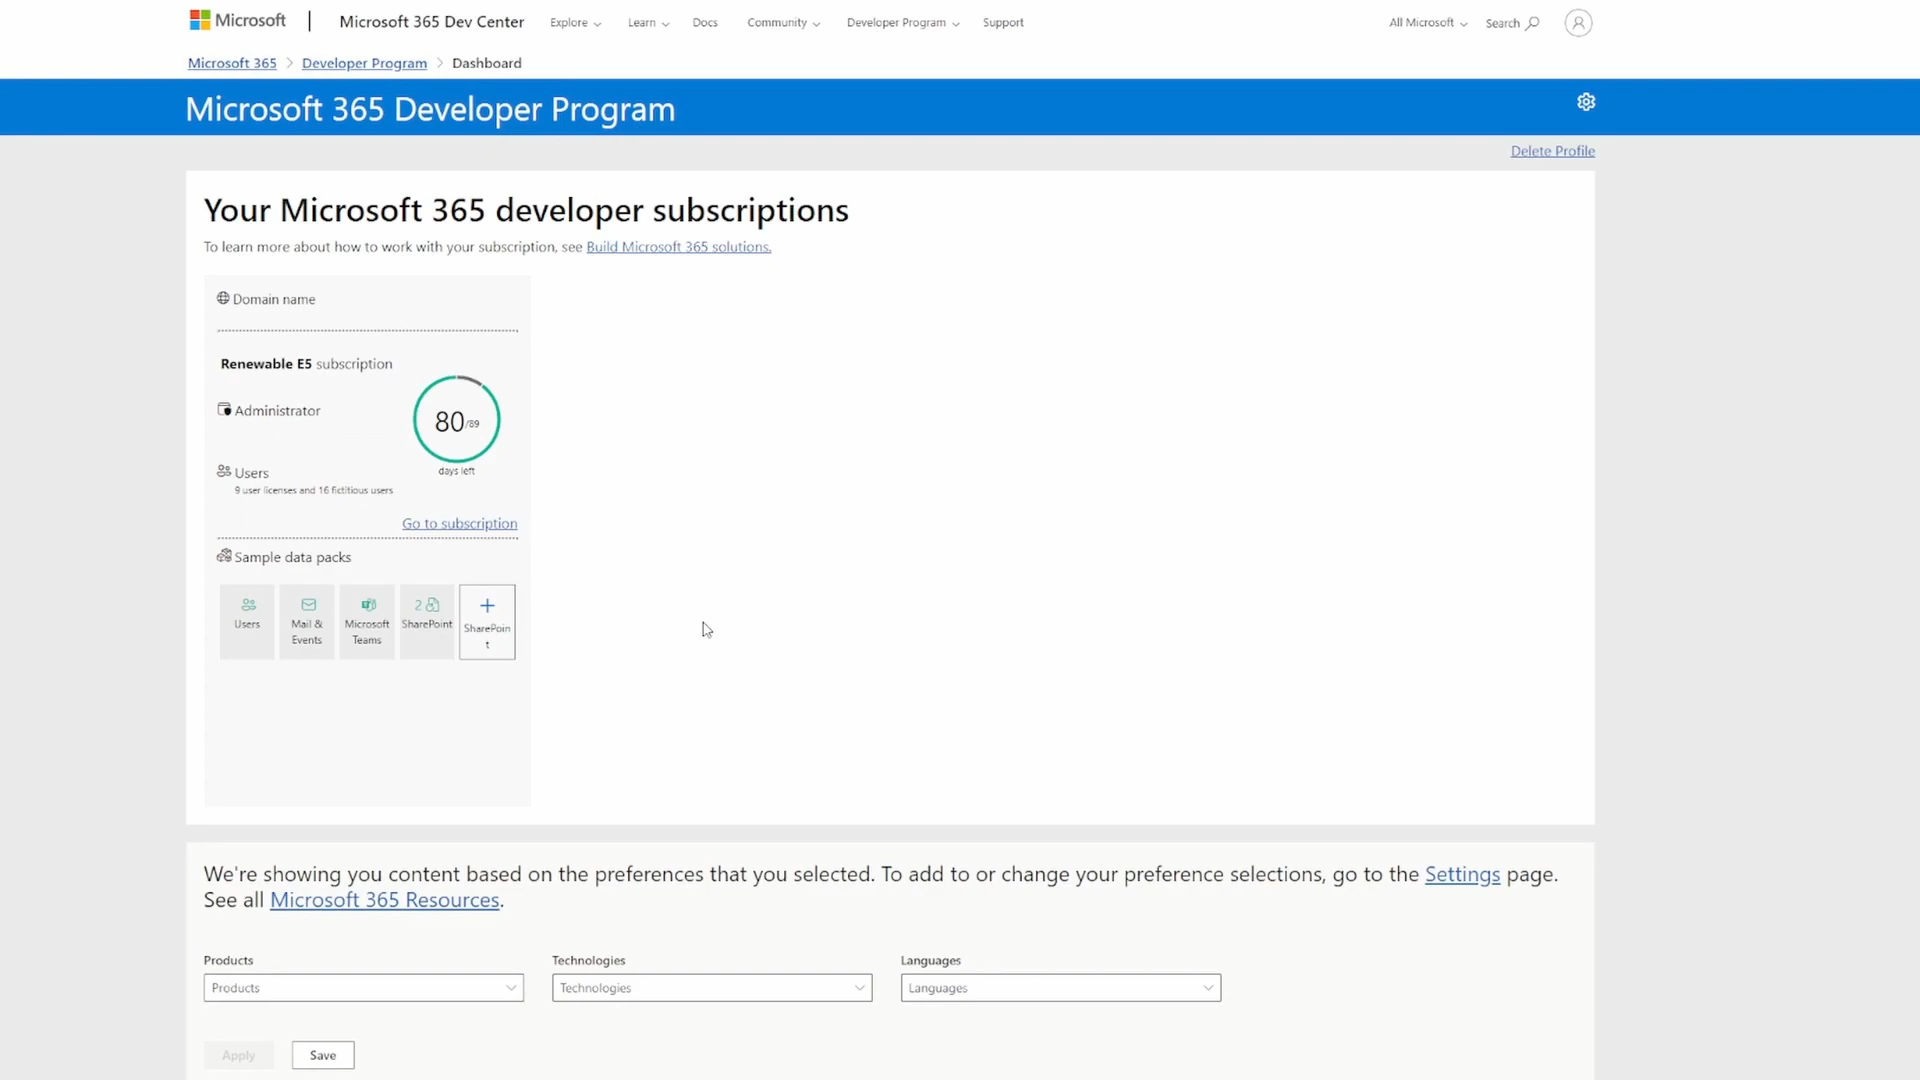 Microsoft
Microsoft 365 Dev Center
Explore
Learn
Docs
Community
Developer Program
Support
All Microsoft
Search
Microsoft 365 > Developer Program > Dashboard
Microsoft 365 Developer Program
Delete Profile
Your Microsoft 365 developer subscriptions
To learn more about how to work with your subscription, see Build Microsoft 365 solutions.
Domain name
Renewable E5 subscription
Administrator
80/89
days left
Users
9 user licenses and 16 fictitious users
Go to subscription
Sample data packs
Users
Mail &
Events
Microsoft
Teams
2
SharePoint
+
SharePoin
t
We're showing you content based on the preferences that you selected. To add to or change your preference selections, go to the Settings page.
See all Microsoft 365 Resources.
Products
Products
Technologies
Technologies
Languages
Languages
Apply
Save